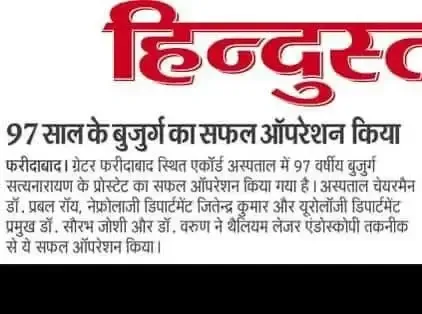 हिन्दुस्त
97 साल के बुजुर्ग का सफल ऑपरेशन किया
फरीदाबाद। ग्रेटर फरीदाबाद स्थित एकॉर्ड अस्पताल में 97 वर्षीय बुजुर्ग
सत्यनारायण के प्रोस्टेट का सफल ऑपरेशन किया गया है। अस्पताल चेयरमैन
डॉ. प्रबल रॉय, नेफ्रोलाजी डिपार्टमेंट जितेन्द्र कुमार और यूरोलॉजी डिपार्टमेंट
प्रमुख डॉ. सौरभ जोशी और डॉ. वरुण ने थैलियम लेजर एंडोस्कोपी तकनीक
से ये सफल ऑपरेशन किया।